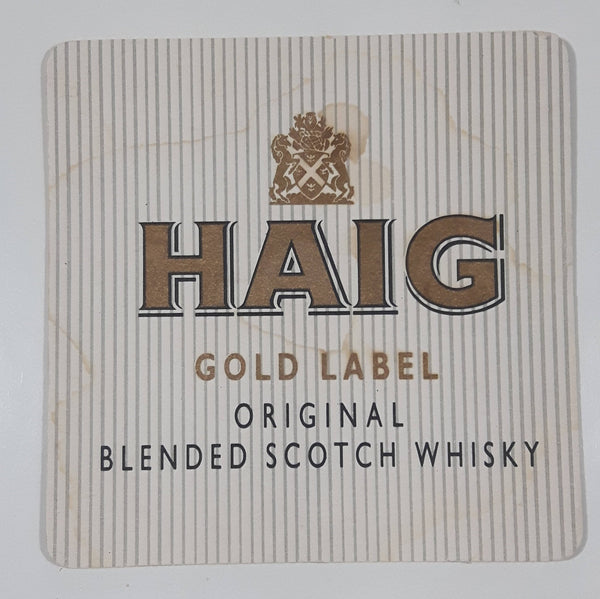 HAIG
GOLD LABEL
ORIGINAL
BLENDED SCOTCH WHISKY